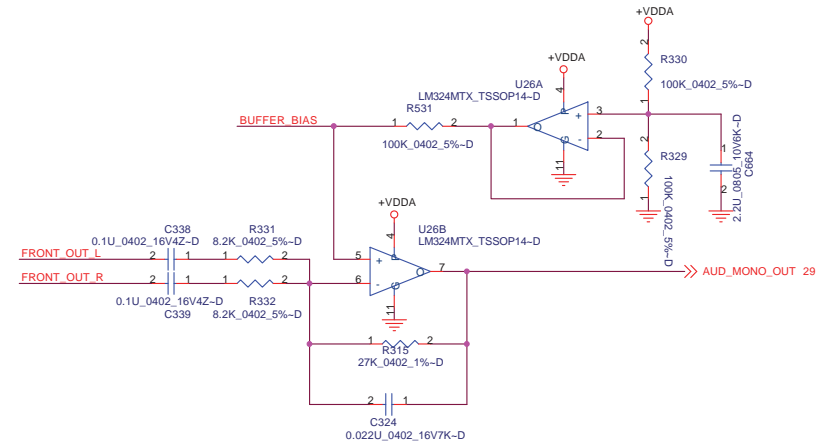 +VDDA
2
R330
100K_0402_5%~D
1
+VDDA
U26A
LM324MTX_TSSOP14~D
4
P
3
+
1
O
2
-
G
11
R531
1
2
100K_0402_5%~D
BUFFER_BIAS
2
R329
1
100K_0402_5%~D
1
2
2.2U_0805_10V6K~D
C664
+VDDA
U26B
LM324MTX_TSSOP14~D
4
P
5
+
6
-
O
7
G
11
C338
0.1U_0402_16V4Z~D
R331
8.2K_0402_5%~D
FRONT_OUT_L
2
1
1
2
FRONT_OUT_R
2
1
1
2
0.1U_0402_16V4Z~D
C339
R332
8.2K_0402_5%~D
AUD_MONO_OUT 29
1
2
R315
27K_0402_1%~D
2
1
C324
0.022U_0402_16V7K~D